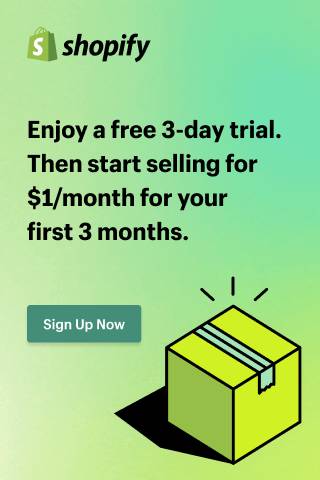 shopify
Enjoy a free 3-day trial.
Then start selling for
$1/month for your
first 3 months.
Sign Up Now